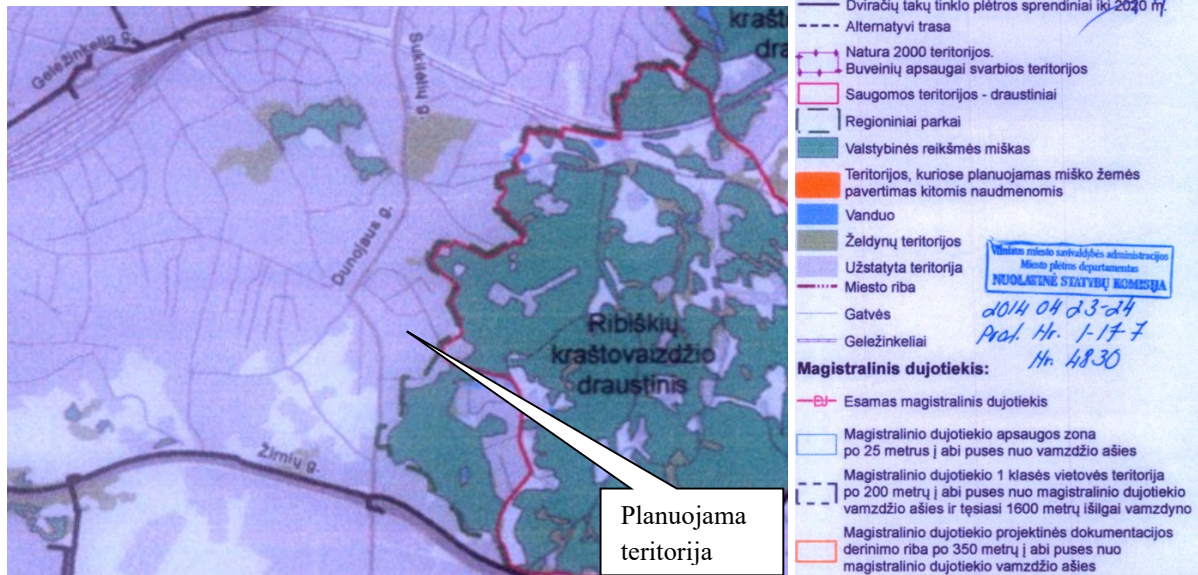 Geležinkelio g.
Sukilėlių g.
Dunojaus g.
Ribiškių
kraštovaizdžio
draustinis
Žirnių g.
Planuojama
teritorija
Dviračių takų tinklo plėtros sprendiniai iki 2020 m.
Alternatyvi trasa
Natura 2000 teritorijos.
Buveinių apsaugai svarbios teritorijos
Saugomos teritorijos - draustiniai
Regioniniai parkai
Valstybinės reikšmės miškas
Teritorijos, kuriose planuojamas miško žemės
pavertimas kitomis naudmenomis
Vanduo
Želdynų teritorijos
Užstatyta teritorija
Miesto riba
Gatvės
Geležinkeliai
Vilniaus miesto savivaldybės administracijos
Miesto plėtros departamentas
NUOLATINĖ STATYBŲ KOMISIJA
2014 04 23-24
Prot. Nr. 1-17-7
Nr. 4830
Magistralinis dujotiekis:
DJ Esamas magistralinis dujotiekis
Magistralinio dujotiekio apsaugos zona
po 25 metrus į abi puses nuo vamzdžio ašies
Magistralinio dujotiekio 1 klasės vietovės teritorija
po 200 metrų į abi puses nuo magistralinio dujotiekio
vamzdžio ašies ir tęsiasi 1600 metrų išilgai vamzdyno
Magistralinio dujotiekio projektinės dokumentacijos
derinimo riba po 350 metrų į abi puses nuo
magistralinio dujotiekio vamzdžio ašies